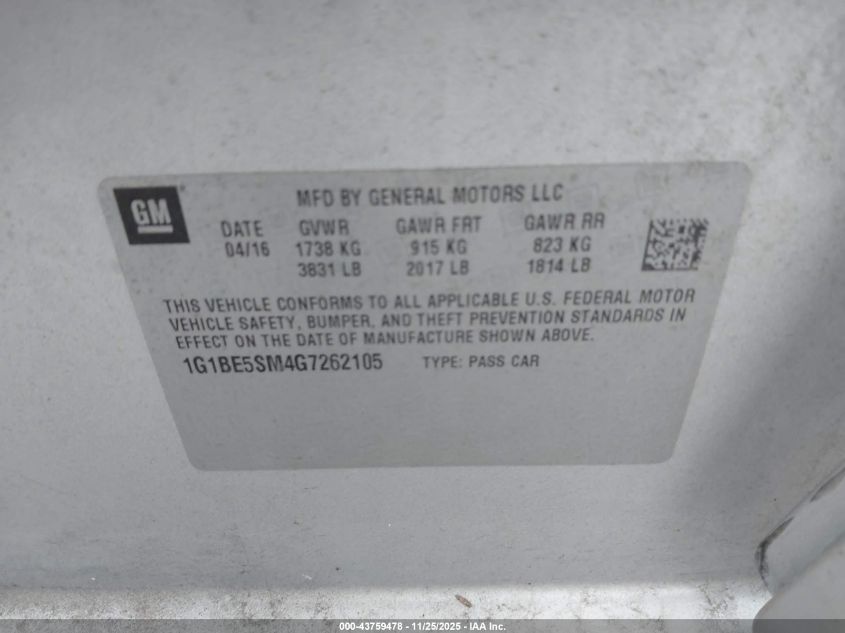 MFD BY GENERAL MOTORS LLC
GM
DATE GVWR GAWR FRT GAWR RR
04/16 1738 KG 915 KG 823 KG
3831 LB 2017 LB 1814 LB
THIS VEHICLE CONFORMS TO ALL APPLICABLE U.S. FEDERAL MOTOR
VEHICLE SAFETY, BUMPER, AND THEFT PREVENTION STANDARDS IN
EFFECT ON THE DATE OF MANUFACTURE SHOWN ABOVE.
1G1BE5SM4G7262105 TYPE: PASS CAR
000-43759478 - 11/25/2025 - IAA Inc.